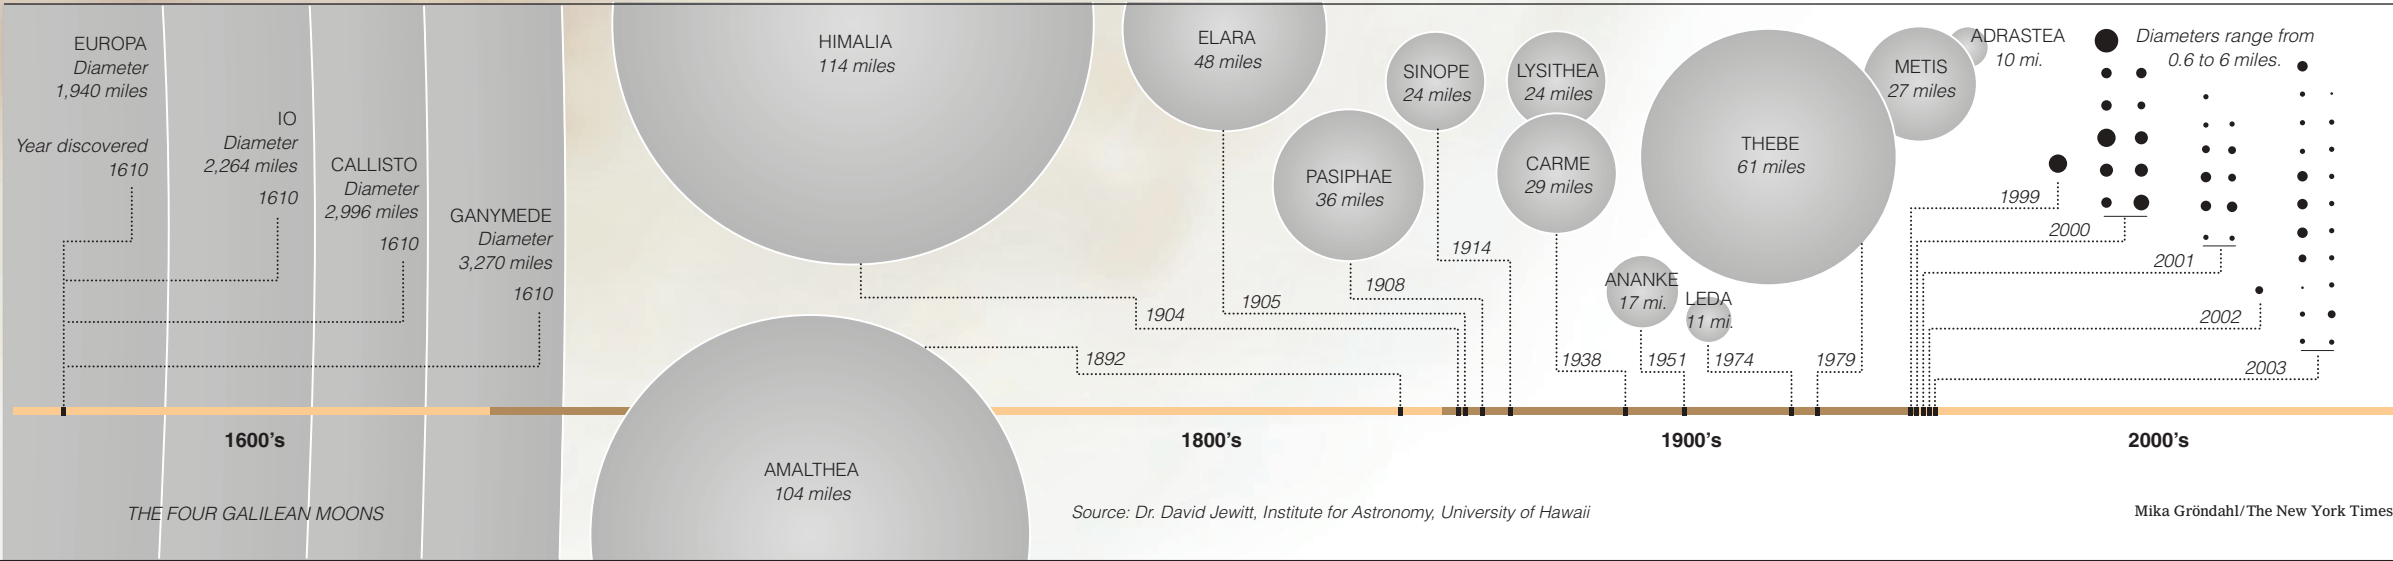 EUROPA
Diameter
1,940 miles
Year discovered
1610
IO
Diameter
2,264 miles
1610
CALLISTO
Diameter
2,996 miles
1610
GANYMEDE
Diameter
3,270 miles
1610
HIMALIA
114 miles
1904
AMALTHEA
104 miles
1892
ELARA
48 miles
1905
PASIPHAE
36 miles
1908
SINOPE
24 miles
1914
LYSITHEA
24 miles
CARME
29 miles
1938
ANANKE
17 mi.
1951
LEDA
11 mi.
1974
THEBE
61 miles
1979
METIS
27 miles
ADRASTEA
10 mi.
Diameters range from
0.6 to 6 miles.
1999
2000
2001
2002
2003
1600's
1800's
1900's
2000's
THE FOUR GALILEAN MOONS
Source: Dr. David Jewitt, Institute for Astronomy, University of Hawaii
Mika Gröndahl/The New York Times